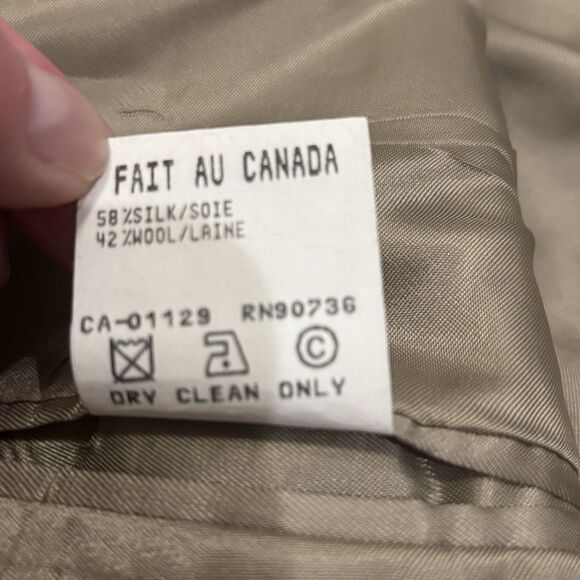 FAIT AU CANADA
58%SILK/SOIE
42%WOOL/LAINE
CA-01129 RN90736
C
DRY CLEAN ONLY